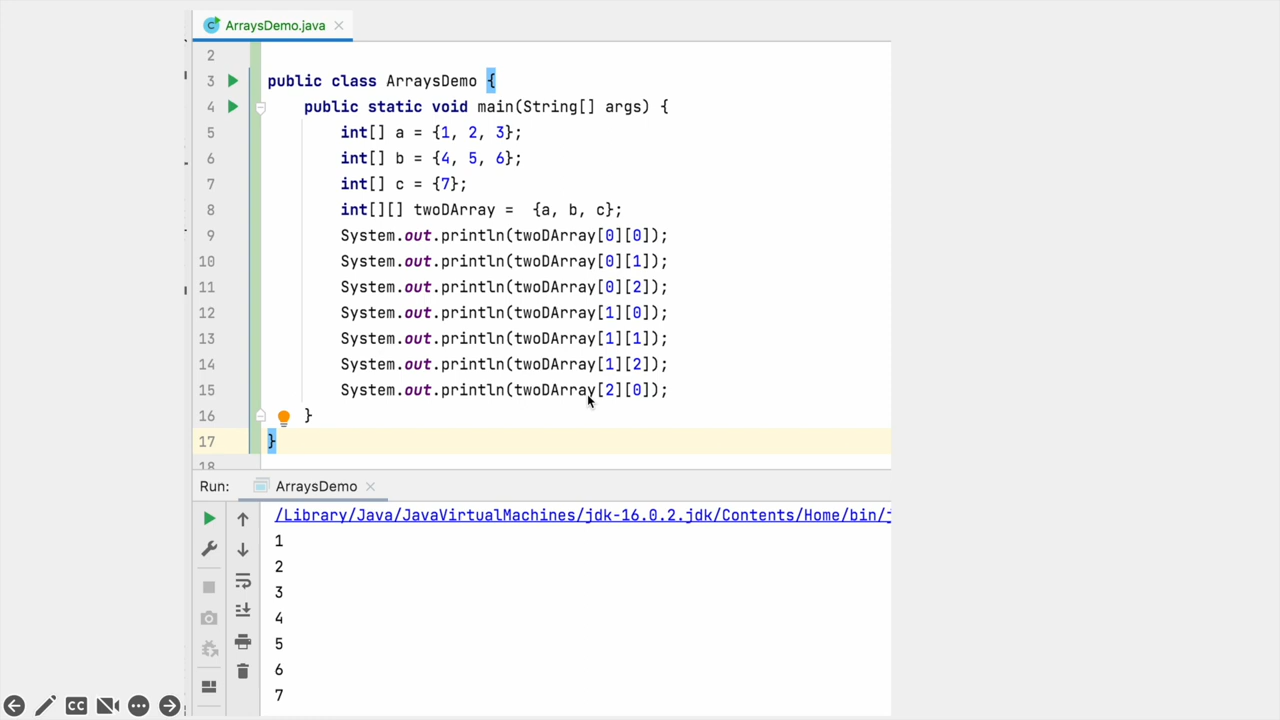 ArraysDemo.java
2
3 public class ArraysDemo {
4 public static void main(String[] args) {
5 int[] a = {1, 2, 3};
6 int[] b = {4, 5, 6};
7 int[] c = {7};
8 int[][] twoDArray =  {a, b, c};
9 System.out.println(twoDArray[0][0]);
10 System.out.println(twoDArray[0][1]);
11 System.out.println(twoDArray[0][2]);
12 System.out.println(twoDArray[1][0]);
13 System.out.println(twoDArray[1][1]);
14 System.out.println(twoDArray[1][2]);
15 System.out.println(twoDArray[2][0]);
16 }
17 }
18
Run: ArraysDemo
/Library/Java/JavaVirtualMachines/jdk-16.0.2.jdk/Contents/Home/bin/j
1
2
3
4
5
6
7
CC